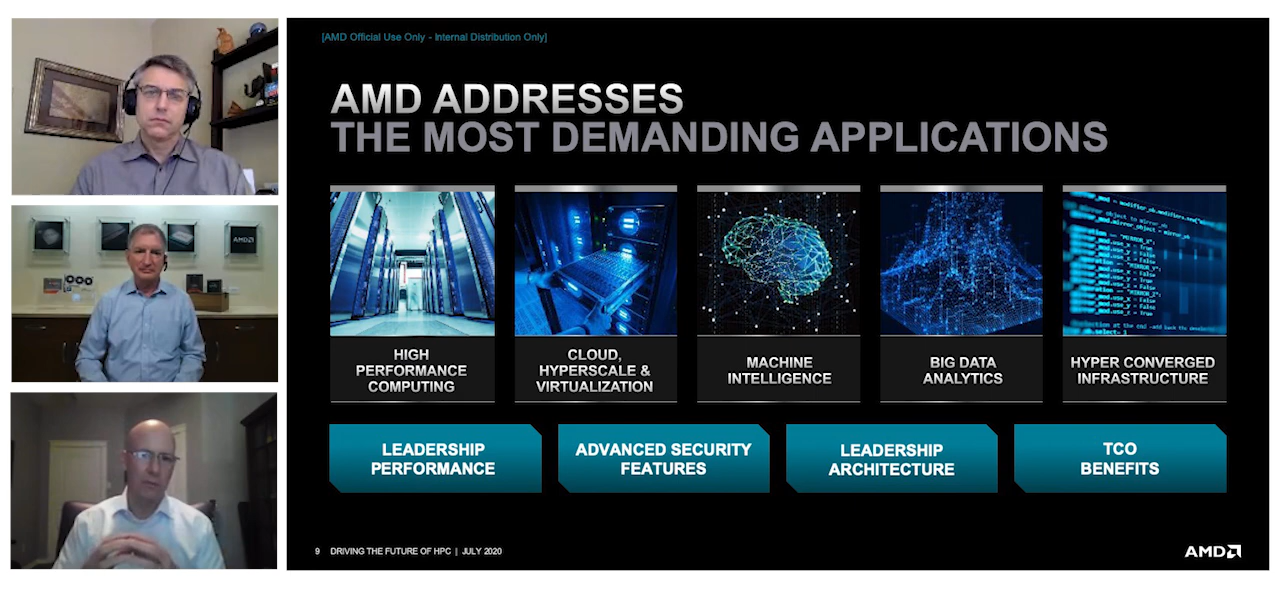 [AMD Official Use Only - Internal Distribution Only]
AMD ADDRESSES
THE MOST DEMANDING APPLICATIONS
HIGH
PERFORMANCE
COMPUTING
CLOUD,
HYPERSCALE &
VIRTUALIZATION
MACHINE
INTELLIGENCE
BIG DATA
ANALYTICS
HYPER CONVERGED
INFRASTRUCTURE
LEADERSHIP
PERFORMANCE
ADVANCED SECURITY
FEATURES
LEADERSHIP
ARCHITECTURE
TCO
BENEFITS
9 DRIVING THE FUTURE OF HPC | JULY 2020
AMD
AMD